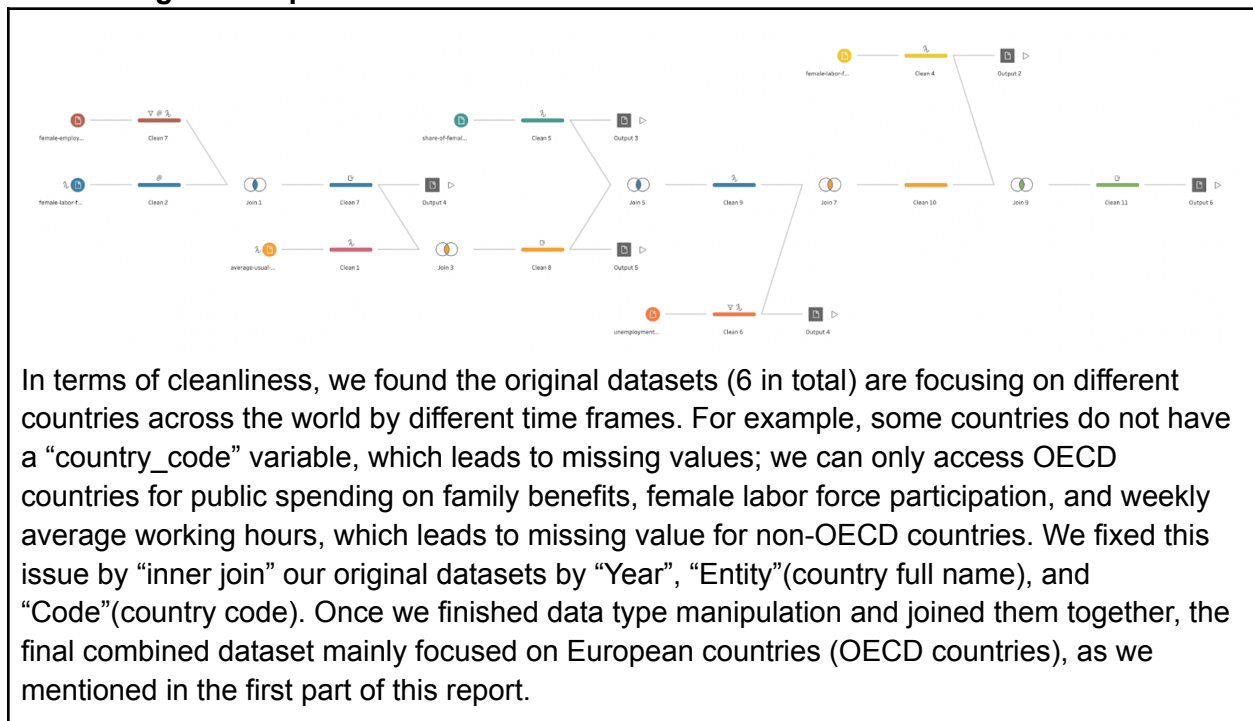 female-labor-f...
Clean 4
Output 2
female-employ...
Clean 7
share-of-femal...
Clean 5
Output 3
female-labor-f...
Clean 2
Join 1
Clean 7
Output 4
Join 5
Clean 9
Join 7
Clean 10
Join 9
Clean 11
Output 6
average-usual-...
Clean 1
Join 3
Clean 8
Output 5
unemployment...
Clean 6
Output 4
In terms of cleanliness, we found the original datasets (6 in total) are focusing on different
countries across the world by different time frames. For example, some countries do not have
a “country_code” variable, which leads to missing values; we can only access OECD
countries for public spending on family benefits, female labor force participation, and weekly
average working hours, which leads to missing value for non-OECD countries. We fixed this
issue by “inner join” our original datasets by “Year”, “Entity”(country full name), and
“Code”(country code). Once we finished data type manipulation and joined them together, the
final combined dataset mainly focused on European countries (OECD countries), as we
mentioned in the first part of this report.